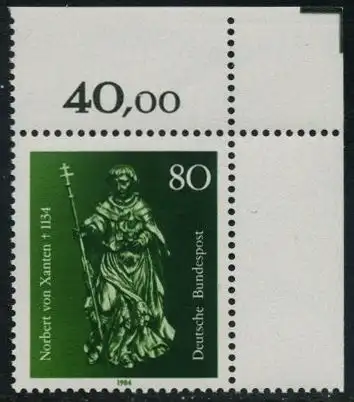 40,00
80
Norbert von Xanten † 1134
Deutsche Bundespost
1984